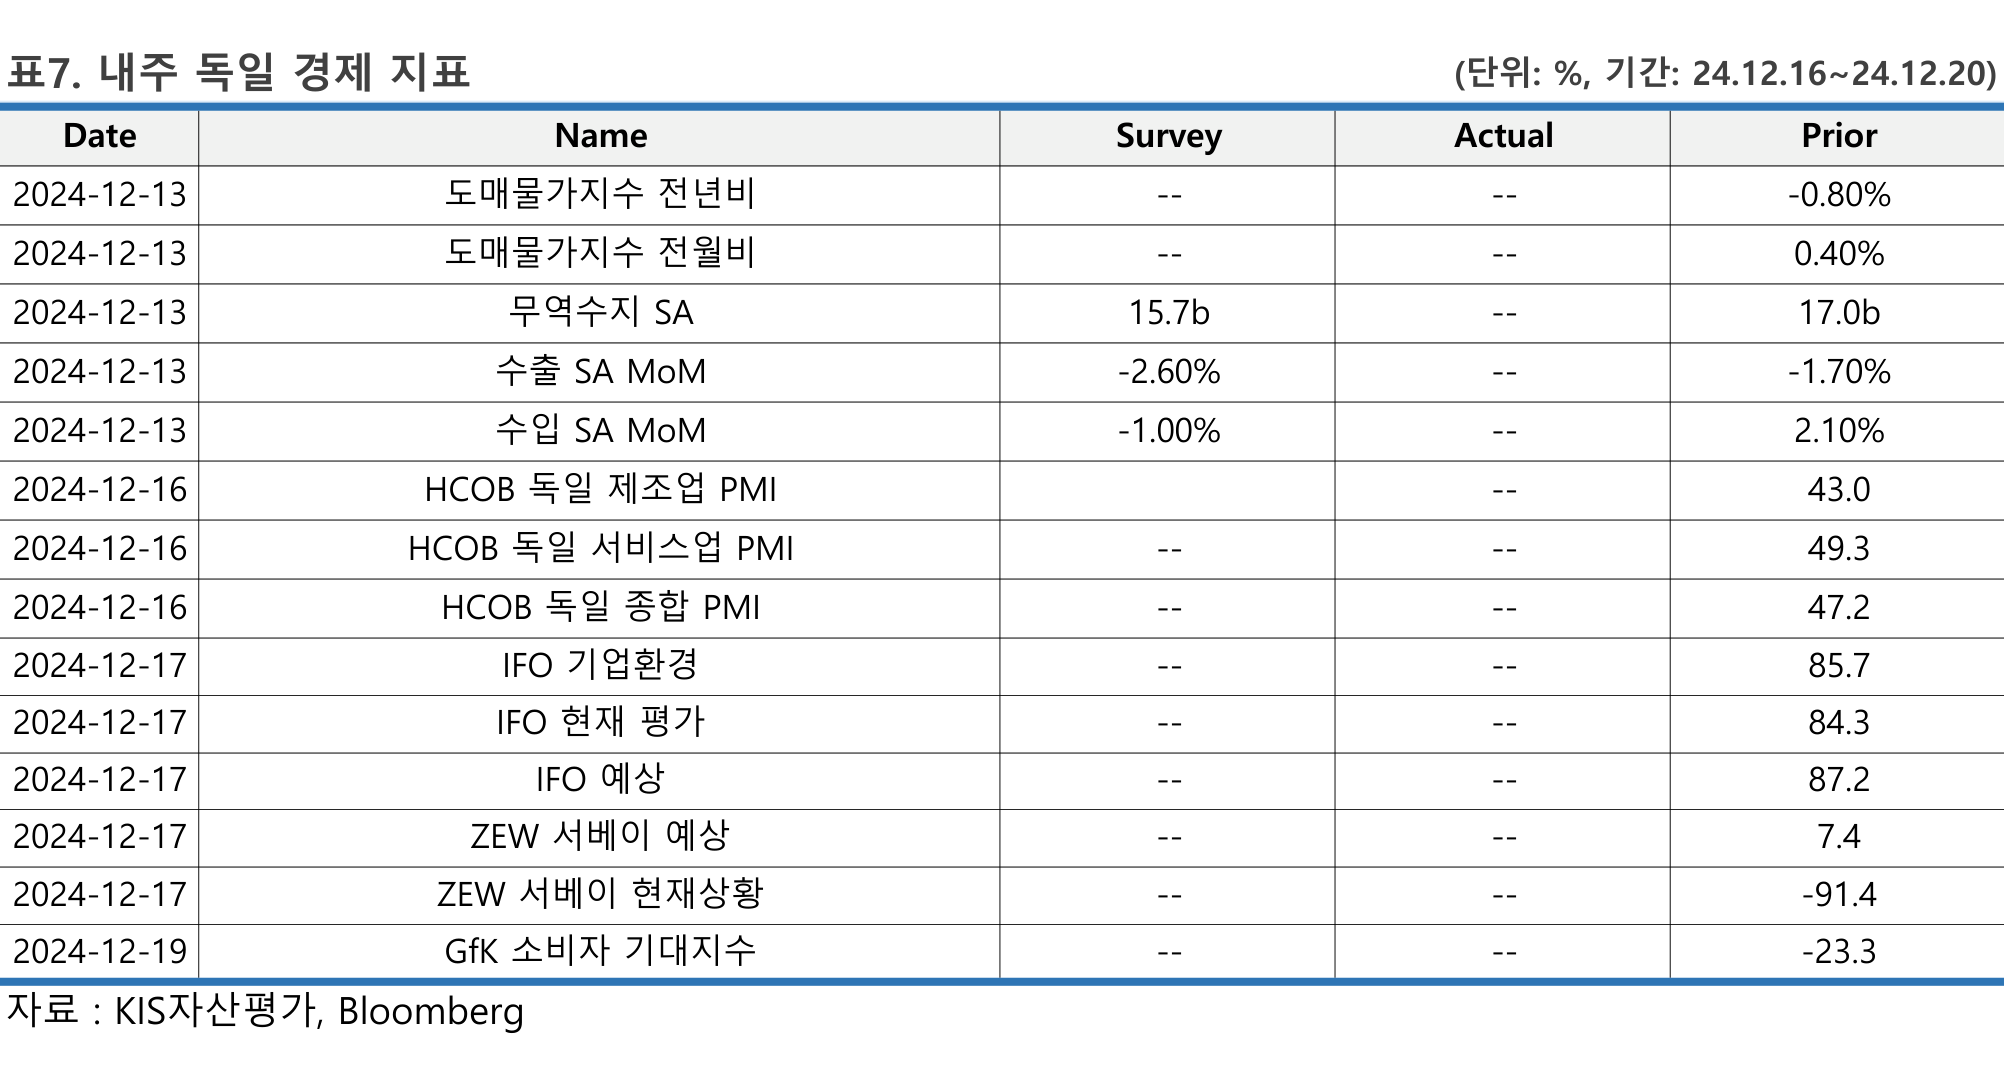 표7. 내주 독일 경제 지표 (단위: %, 기간: 24.12.16~24.12.20)
Date Name Survey Actual Prior
2024-12-13 도매물가지수 전년비 -- -- -0.80%
2024-12-13 도매물가지수 전월비 -- -- 0.40%
2024-12-13 무역수지 SA 15.7b -- 17.0b
2024-12-13 수출 SA MoM -2.60% -- -1.70%
2024-12-13 수입 SA MoM -1.00% -- 2.10%
2024-12-16 HCOB 독일 제조업 PMI -- 43.0
2024-12-16 HCOB 독일 서비스업 PMI -- -- 49.3
2024-12-16 HCOB 독일 종합 PMI -- -- 47.2
2024-12-17 IFO 기업환경 -- -- 85.7
2024-12-17 IFO 현재 평가 -- -- 84.3
2024-12-17 IFO 예상 -- -- 87.2
2024-12-17 ZEW 서베이 예상 -- -- 7.4
2024-12-17 ZEW 서베이 현재상황 -- -- -91.4
2024-12-19 GfK 소비자 기대지수 -- -- -23.3
자료 : KIS자산평가, Bloomberg